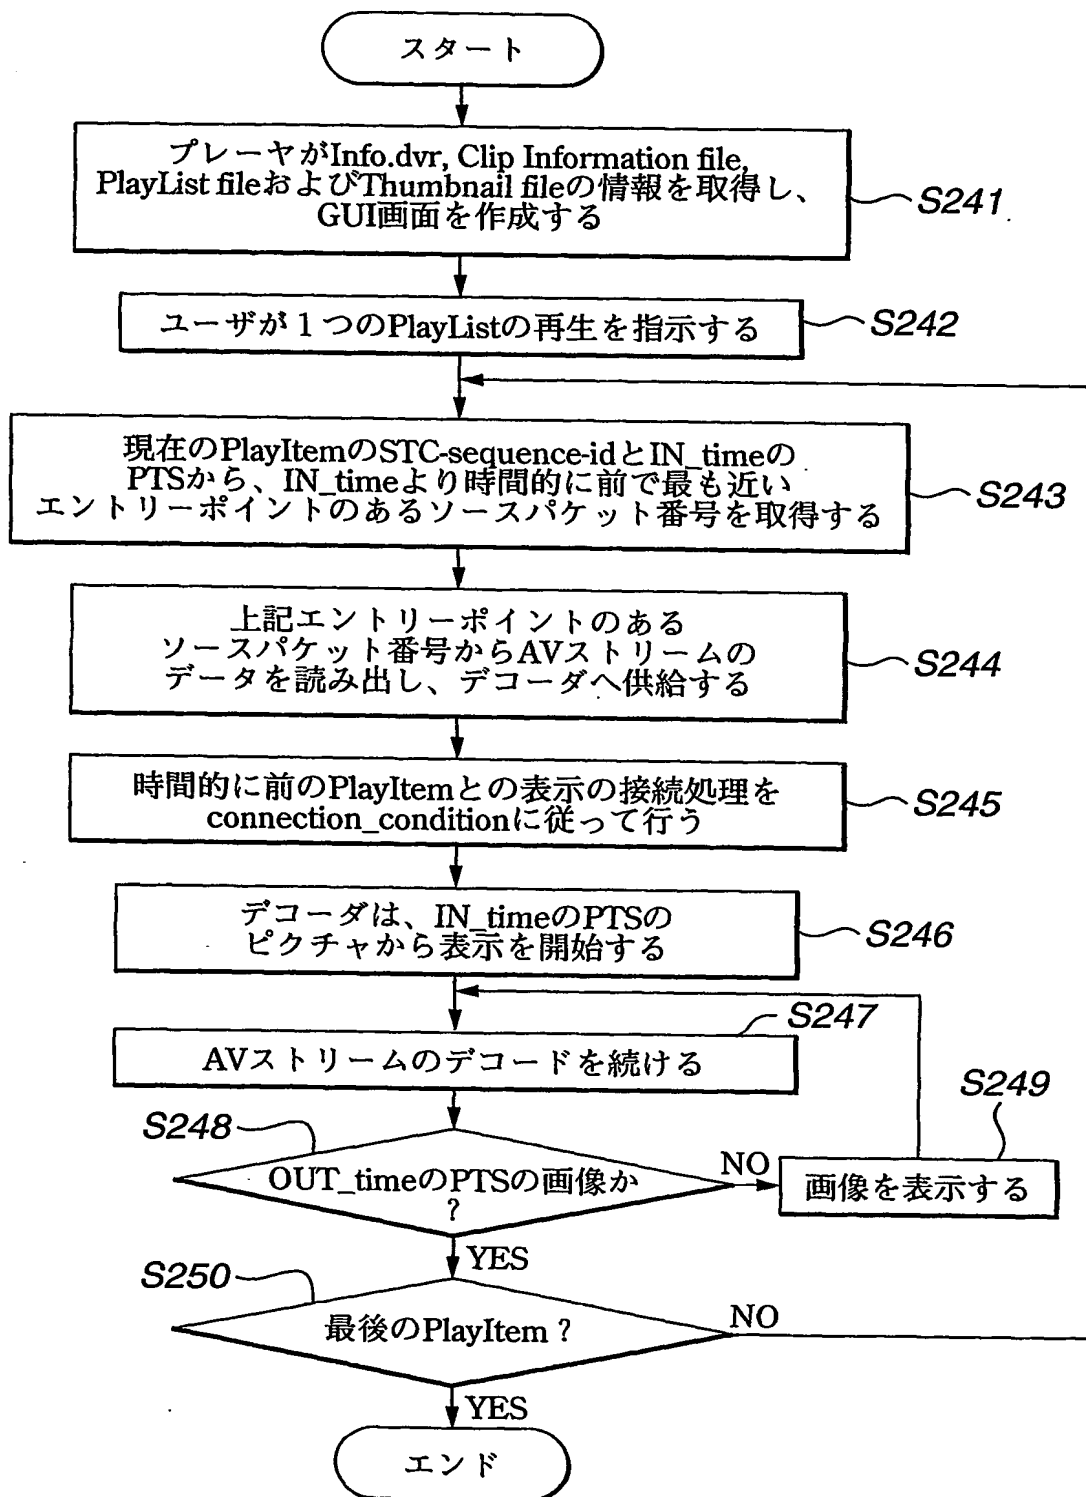 スタート
プレーヤがInfo.dvr, Clip Information file,
PlayList fileおよびThumbnail fileの情報を取得し、
GUI画面を作成する
S241
ユーザが１つのPlayListの再生を指示する
S242
現在のPlayItemのSTC-sequence-idとIN_timeの
PTSから、IN_timeより時間的に前で最も近い
エントリーポイントのあるソースパケット番号を取得する
S243
上記エントリーポイントのある
ソースパケット番号からAVストリームの
データを読み出し、デコーダへ供給する
S244
時間的に前のPlayItemとの表示の接続処理を
connection_conditionに従って行う
S245
デコーダは、IN_timeのPTSの
ピクチャから表示を開始する
S246
S247
AVストリームのデコードを続ける
S248
OUT_timeのPTSの画像か
？
NO
S249
画像を表示する
YES
S250
最後のPlayItem？
NO
YES
エンド